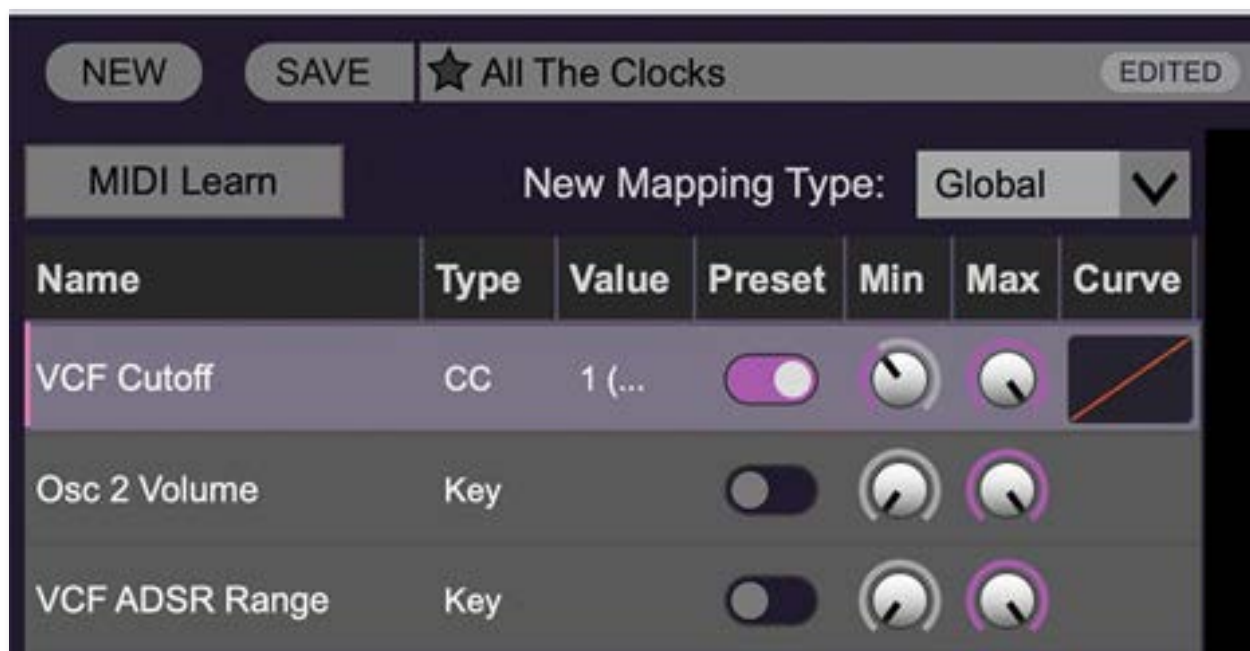 NEW SAVE All The Clocks EDITED
MIDI Learn New Mapping Type: Global
Name Type Value Preset Min Max Curve
VCF Cutoff CC 1 (...
Osc 2 Volume Key
VCF ADSR Range Key